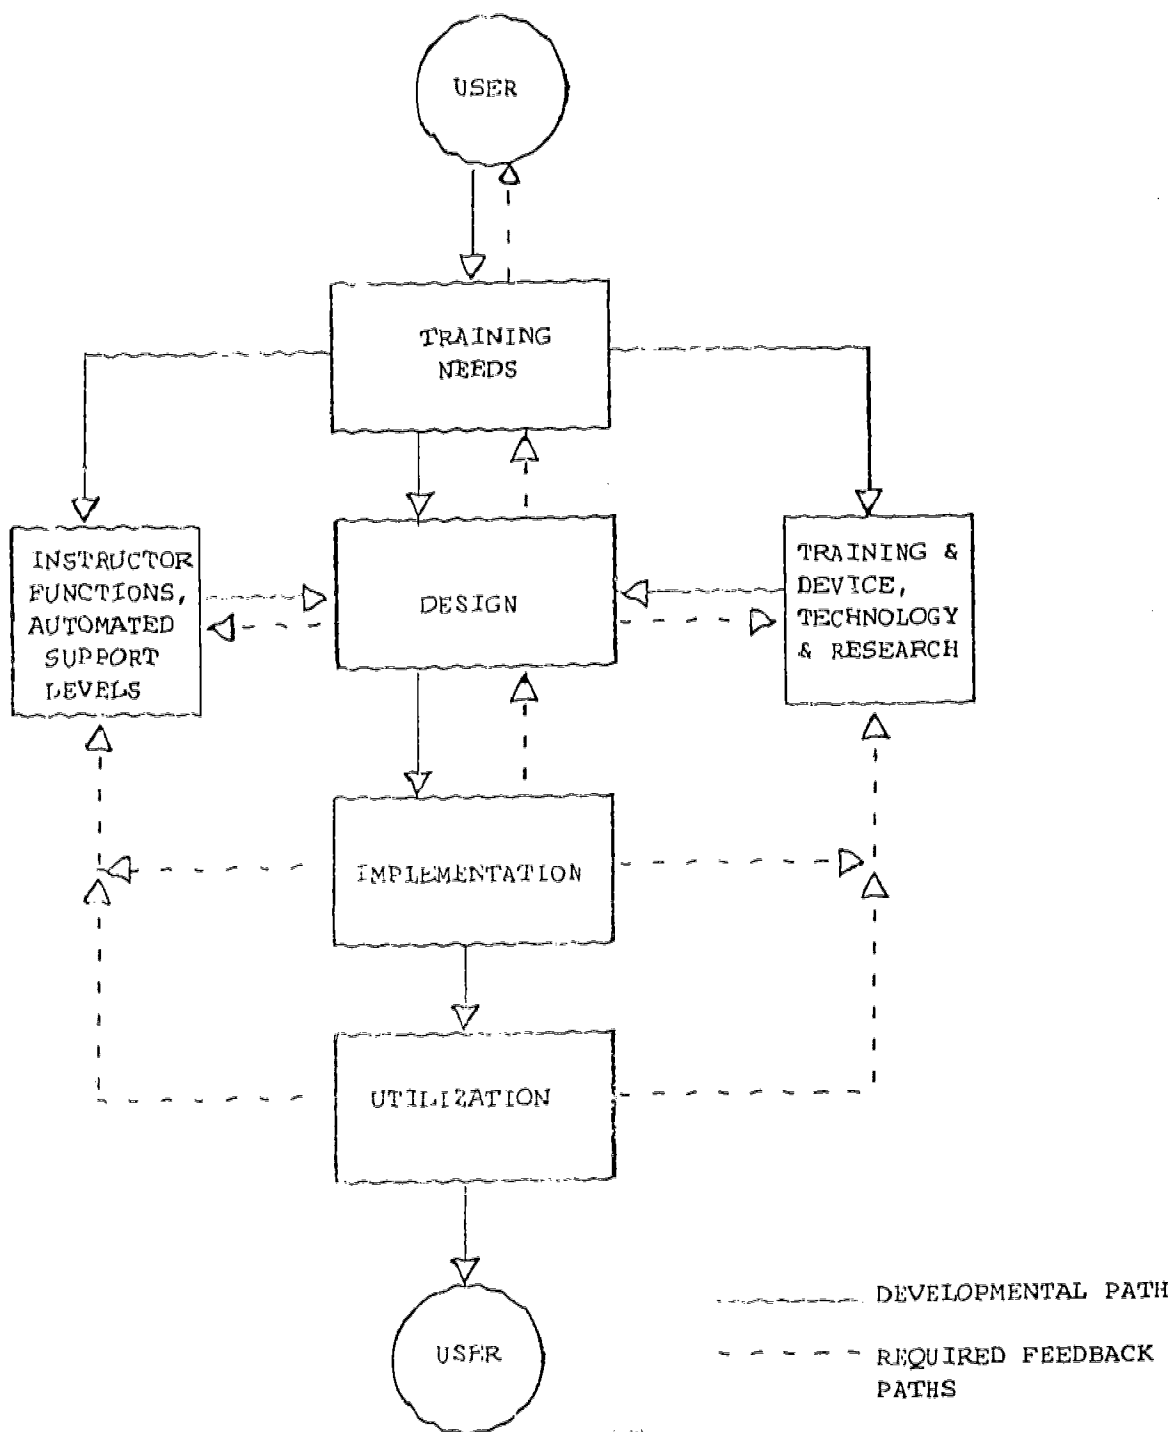 USER
TRAINING
NEEDS
INSTRUCTOR
FUNCTIONS,
AUTOMATED
SUPPORT
LEVELS
DESIGN
TRAINING &
DEVICE,
TECHNOLOGY
& RESEARCH
IMPLEMENTATION
UTILIZATION
USER
DEVELOPMENTAL PATH
REQUIRED FEEDBACK
PATHS